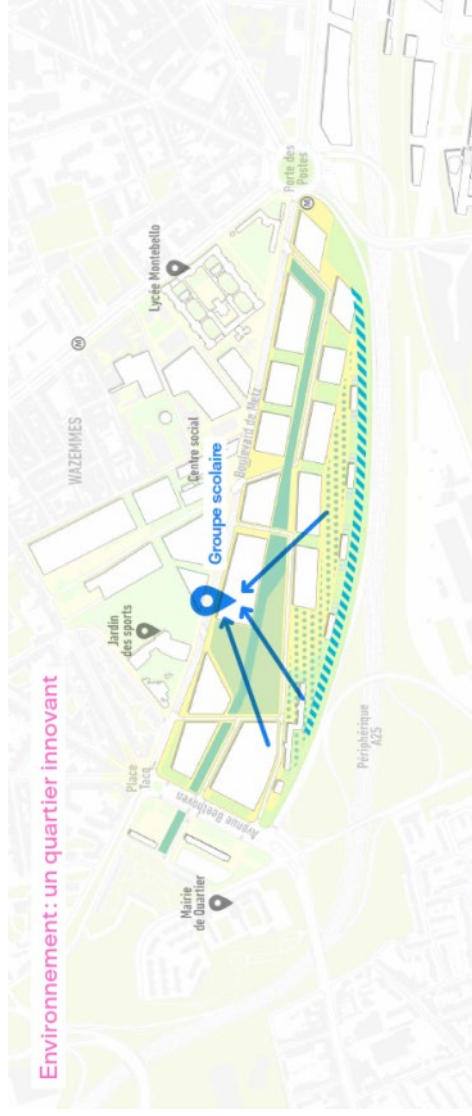 Environnement: un quartier innovant
Place
Tacq
Jardin
des sports
WAZEMMES
Ⓜ
Lycée Montebello
Centre social
Groupe scolaire
Boulevard de Metz
Porte des
Postes
Ⓜ
Avenue Beethoven
Mairie
de Quartier
Périphérique
A25